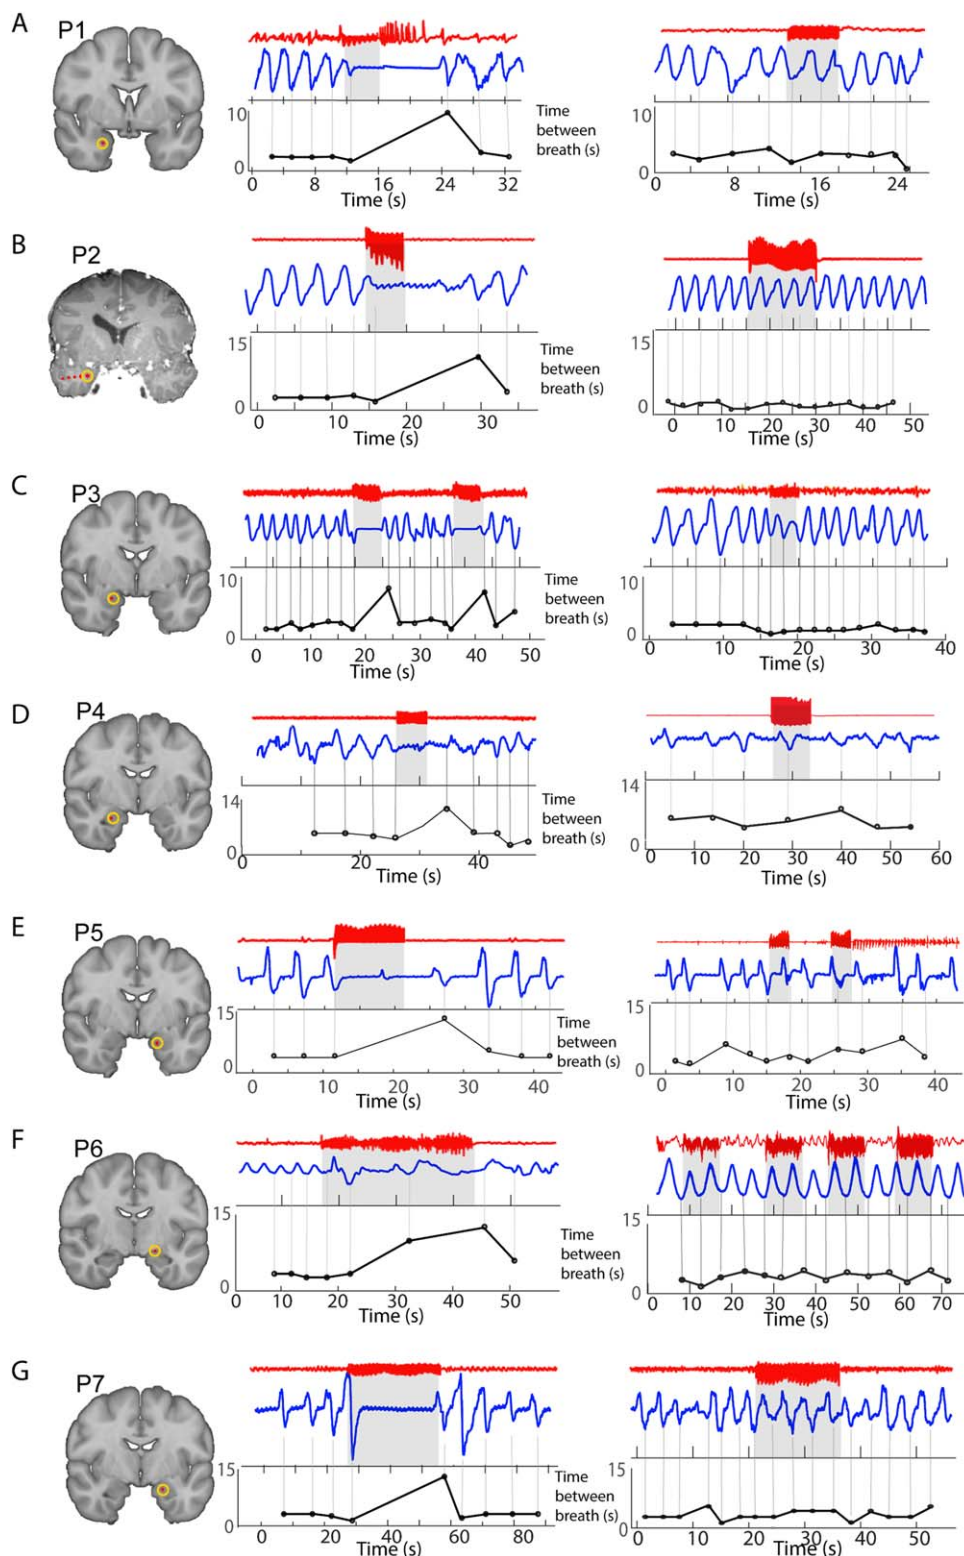 A P1
10
0
0 8 16 24 32
Time (s)
Time
between
breath (s)
10
0
0 8 16 24
Time (s)
B P2
15
0
0 10 20 30
Time (s)
Time
between
breath (s)
15
0
0 10 20 30 40 50
Time (s)
C P3
10
0
0 10 20 30 40 50
Time (s)
Time
between
breath (s)
10
0
0 10 20 30 40
Time (s)
D P4
14
0
0 20 40
Time (s)
Time
between
breath (s)
14
0
0 10 20 30 40 50 60
Time (s)
E P5
15
0
0 10 20 30 40
Time (s)
Time
between
breath (s)
15
0
0 10 20 30 40
Time (s)
F P6
15
0
0 10 20 30 40 50
Time (s)
Time
between
breath (s)
15
0
0 10 20 30 40 50 60 70
Time (s)
G P7
15
0
0 20 40 60 80
Time (s)
Time
between
breath (s)
15
0
0 10 20 30 40 50
Time (s)